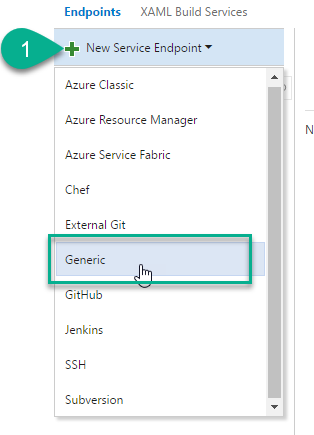 Endpoints XAML Build Services
1 New Service Endpoint
Azure Classic
Azure Resource Manager
Azure Service Fabric
Chef
External Git
Generic
GitHub
Jenkins
SSH
Subversion